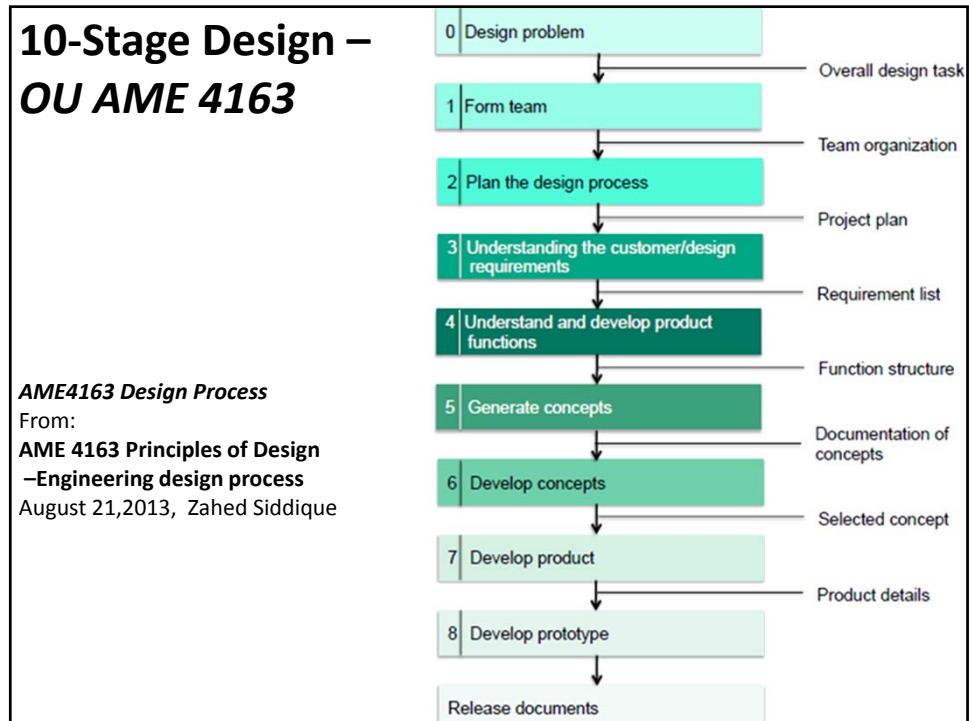 10-Stage Design –
OU AME 4163
AME4163 Design Process
From:
AME 4163 Principles of Design
–Engineering design process
August 21,2013, Zahed Siddique
0 Design problem
Overall design task
1 Form team
Team organization
2 Plan the design process
Project plan
3 Understanding the customer/design
requirements
Requirement list
4 Understand and develop product
functions
Function structure
5 Generate concepts
Documentation of
concepts
6 Develop concepts
Selected concept
7 Develop product
Product details
8 Develop prototype
Release documents